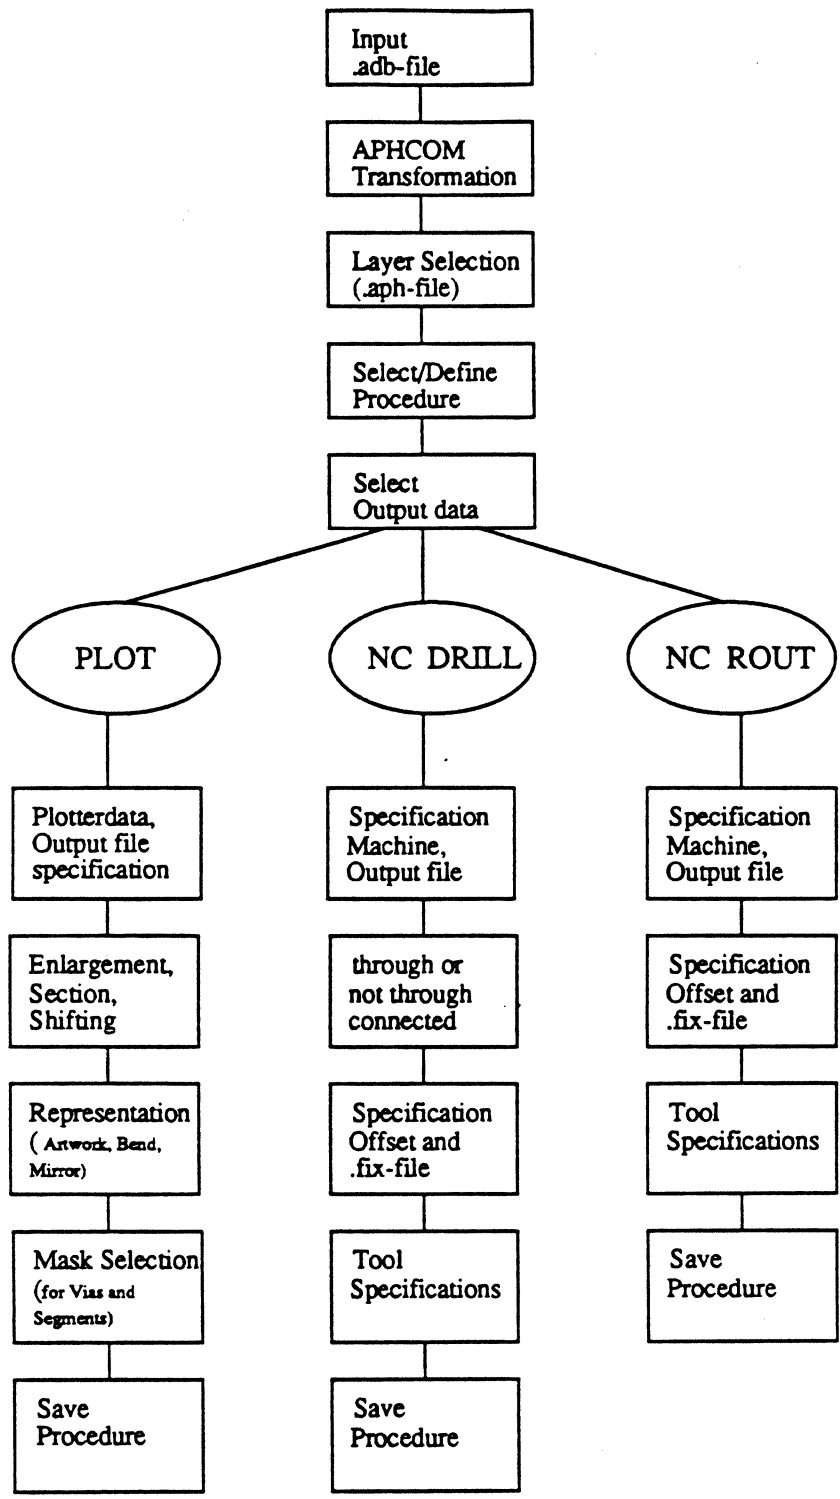 Input
.adb-file
APHCOM
Transformation
Layer Selection
(.aph-file)
Select/Define
Procedure
Select
Output data
PLOT
NC DRILL
NC ROUT
Plotterdata,
Output file
specification
Enlargement,
Section,
Shifting
Representation
( Artwork, Bend,
Mirror)
Mask Selection
(for Vias and
Segments)
Save
Procedure
Specification
Machine,
Output file
through or
not through
connected
Specification
Offset and
.fix-file
Tool
Specifications
Save
Procedure
Specification
Machine,
Output file
Specification
Offset and
.fix-file
Tool
Specifications
Save
Procedure